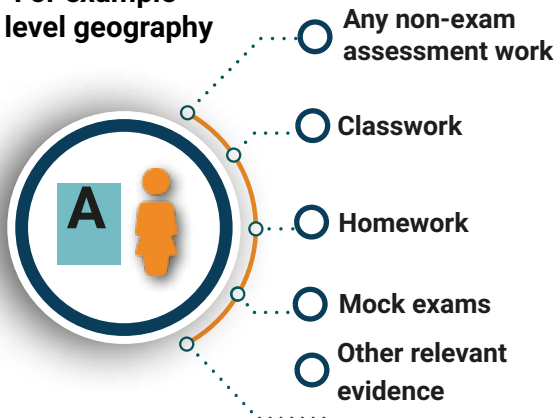 For example
level geography
Any non-exam
assessment work
Classwork
A
Homework
Mock exams
Other relevant
evidence